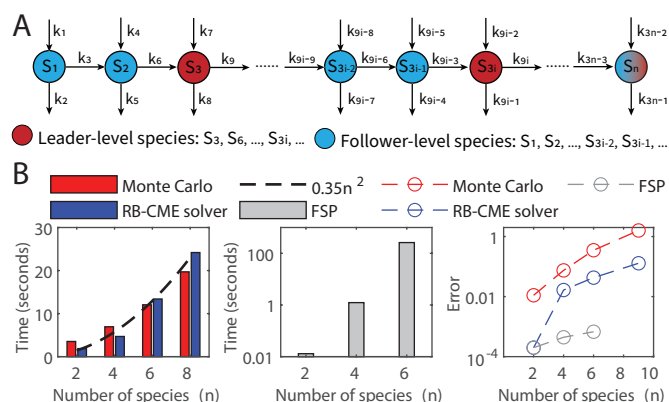 A
k1 k4 k7 k9i-8 k9i-5 k9i-2 k3n-2
S1 k3 S2 k6 S3 k9 ...... k9i-9 S3i-2 k9i-6 S3i-1 k9i-3 S3i k9i ...... k3n-3 Sn
k2 k5 k8 k9i-7 k9i-4 k9i-1 k3n-1
Leader-level species: S3, S6, ..., S3i, ... Follower-level species: S1, S2, ..., S3i-2, S3i-1, ...
B
Monte Carlo 0.35n 2 Monte Carlo FSP
RB-CME solver FSP RB-CME solver
Time (seconds)
30
20
10
0
2 4 6 8
Number of species (n)
Time (seconds)
100
1
0.01
2 4 6
Number of species (n)
Error
1
0.01
10-4
0 2 4 6 8 10
Number of species (n)